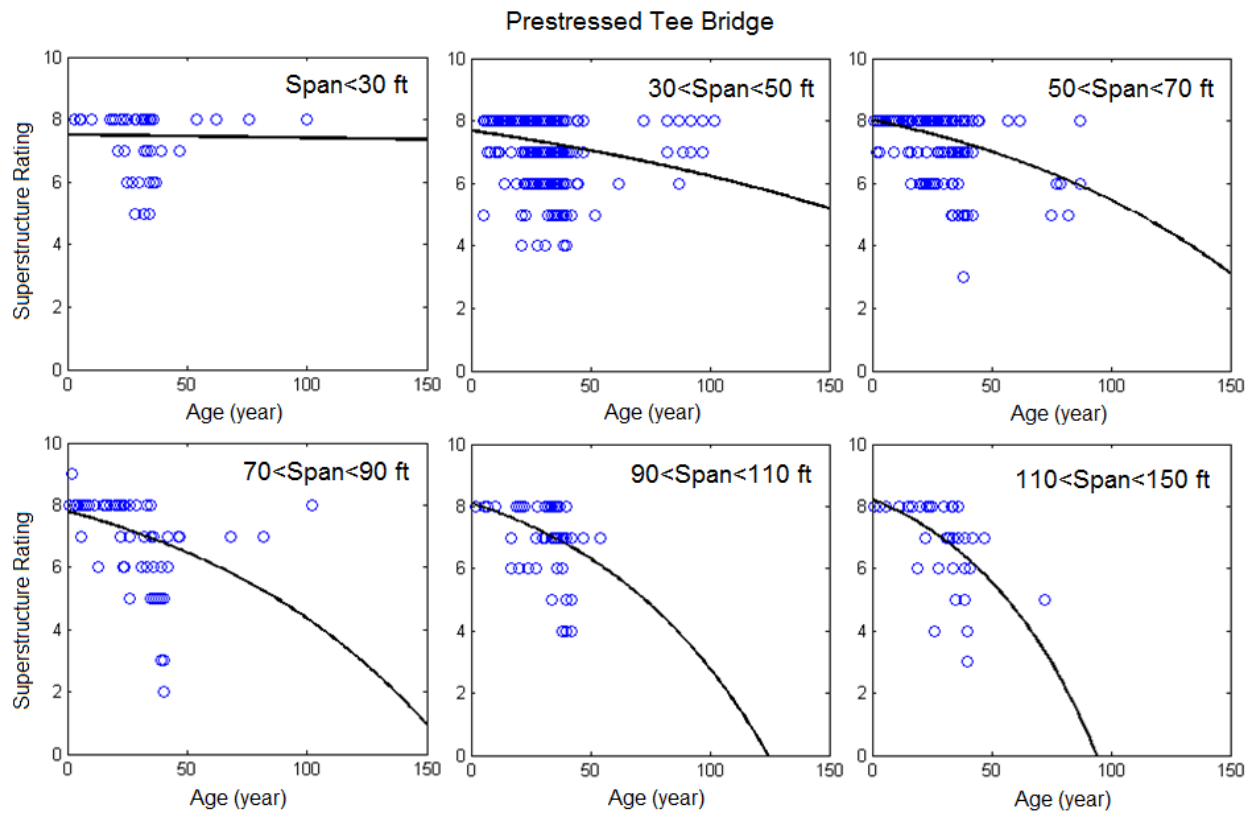 Prestressed Tee Bridge
Superstructure Rating
10
8
6
4
2
0
Span<30 ft
0 50 100 150
Age (year)
10
8
6
4
2
0
30<Span<50 ft
0 50 100 150
Age (year)
10
8
6
4
2
0
50<Span<70 ft
0 50 100 150
Age (year)
Superstructure Rating
10
8
6
4
2
0
70<Span<90 ft
0 50 100 150
Age (year)
10
8
6
4
2
0
90<Span<110 ft
0 50 100 150
Age (year)
10
8
6
4
2
0
110<Span<150 ft
0 50 100 150
Age (year)